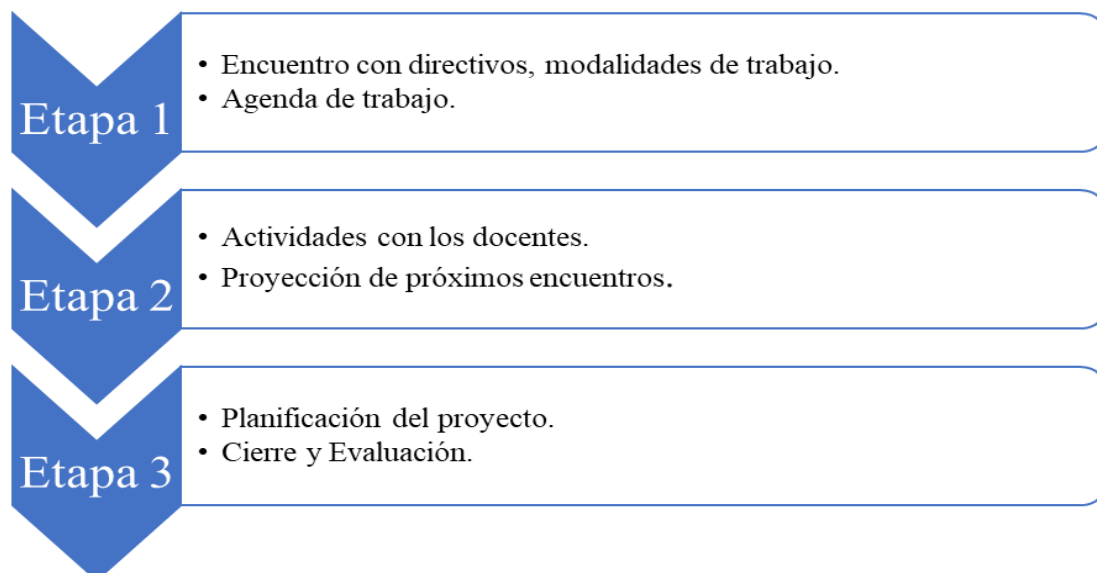 Etapa 1
• Encuentro con directivos, modalidades de trabajo.
• Agenda de trabajo.
Etapa 2
• Actividades con los docentes.
• Proyección de próximos encuentros.
Etapa 3
• Planificación del proyecto.
• Cierre y Evaluación.